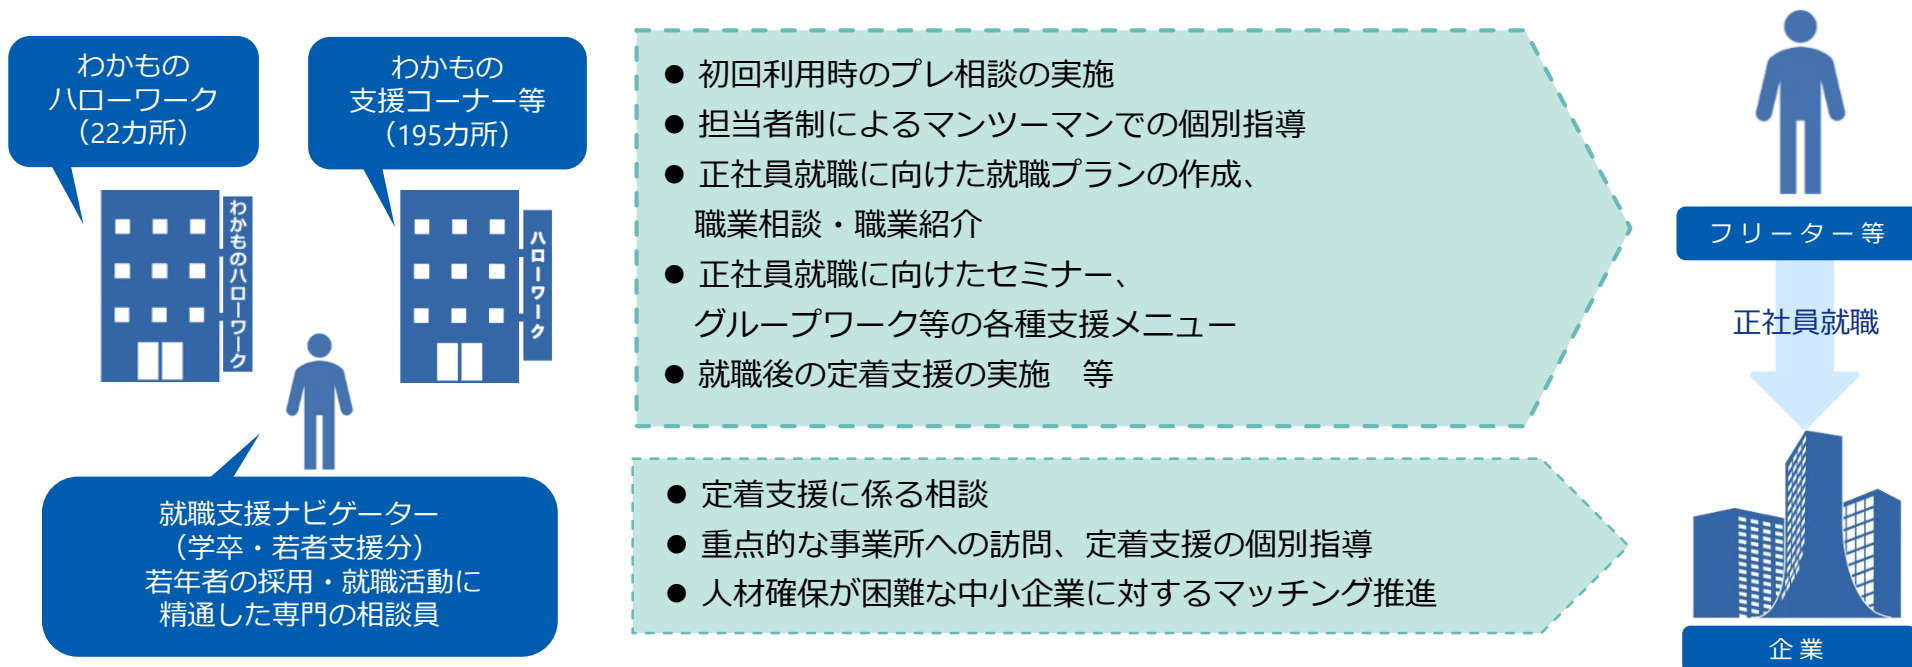 わかもの
ハローワーク
（22カ所）
わかもの
支援コーナー等
（195カ所）
わかものハローワーク
ハローワーク
就職支援ナビゲーター
（学卒・若者支援分）
若年者の採用・就職活動に
精通した専門の相談員
● 初回利用時のプレ相談の実施
● 担当者制によるマンツーマンでの個別指導
● 正社員就職に向けた就職プランの作成、
職業相談・職業紹介
● 正社員就職に向けたセミナー、
グループワーク等の各種支援メニュー
● 就職後の定着支援の実施　等
● 定着支援に係る相談
● 重点的な事業所への訪問、定着支援の個別指導
● 人材確保が困難な中小企業に対するマッチング推進
フリーター等
正社員就職
企業